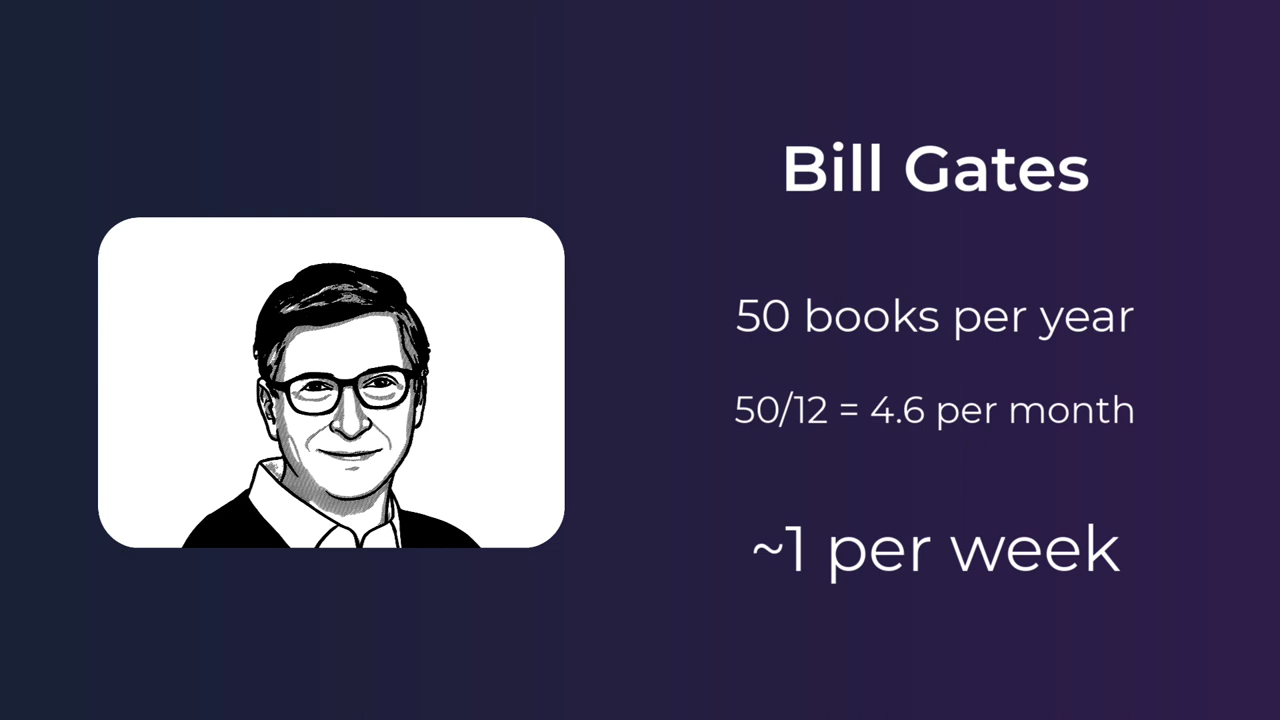 Bill Gates
50 books per year
50/12 = 4.6 per month
~1 per week